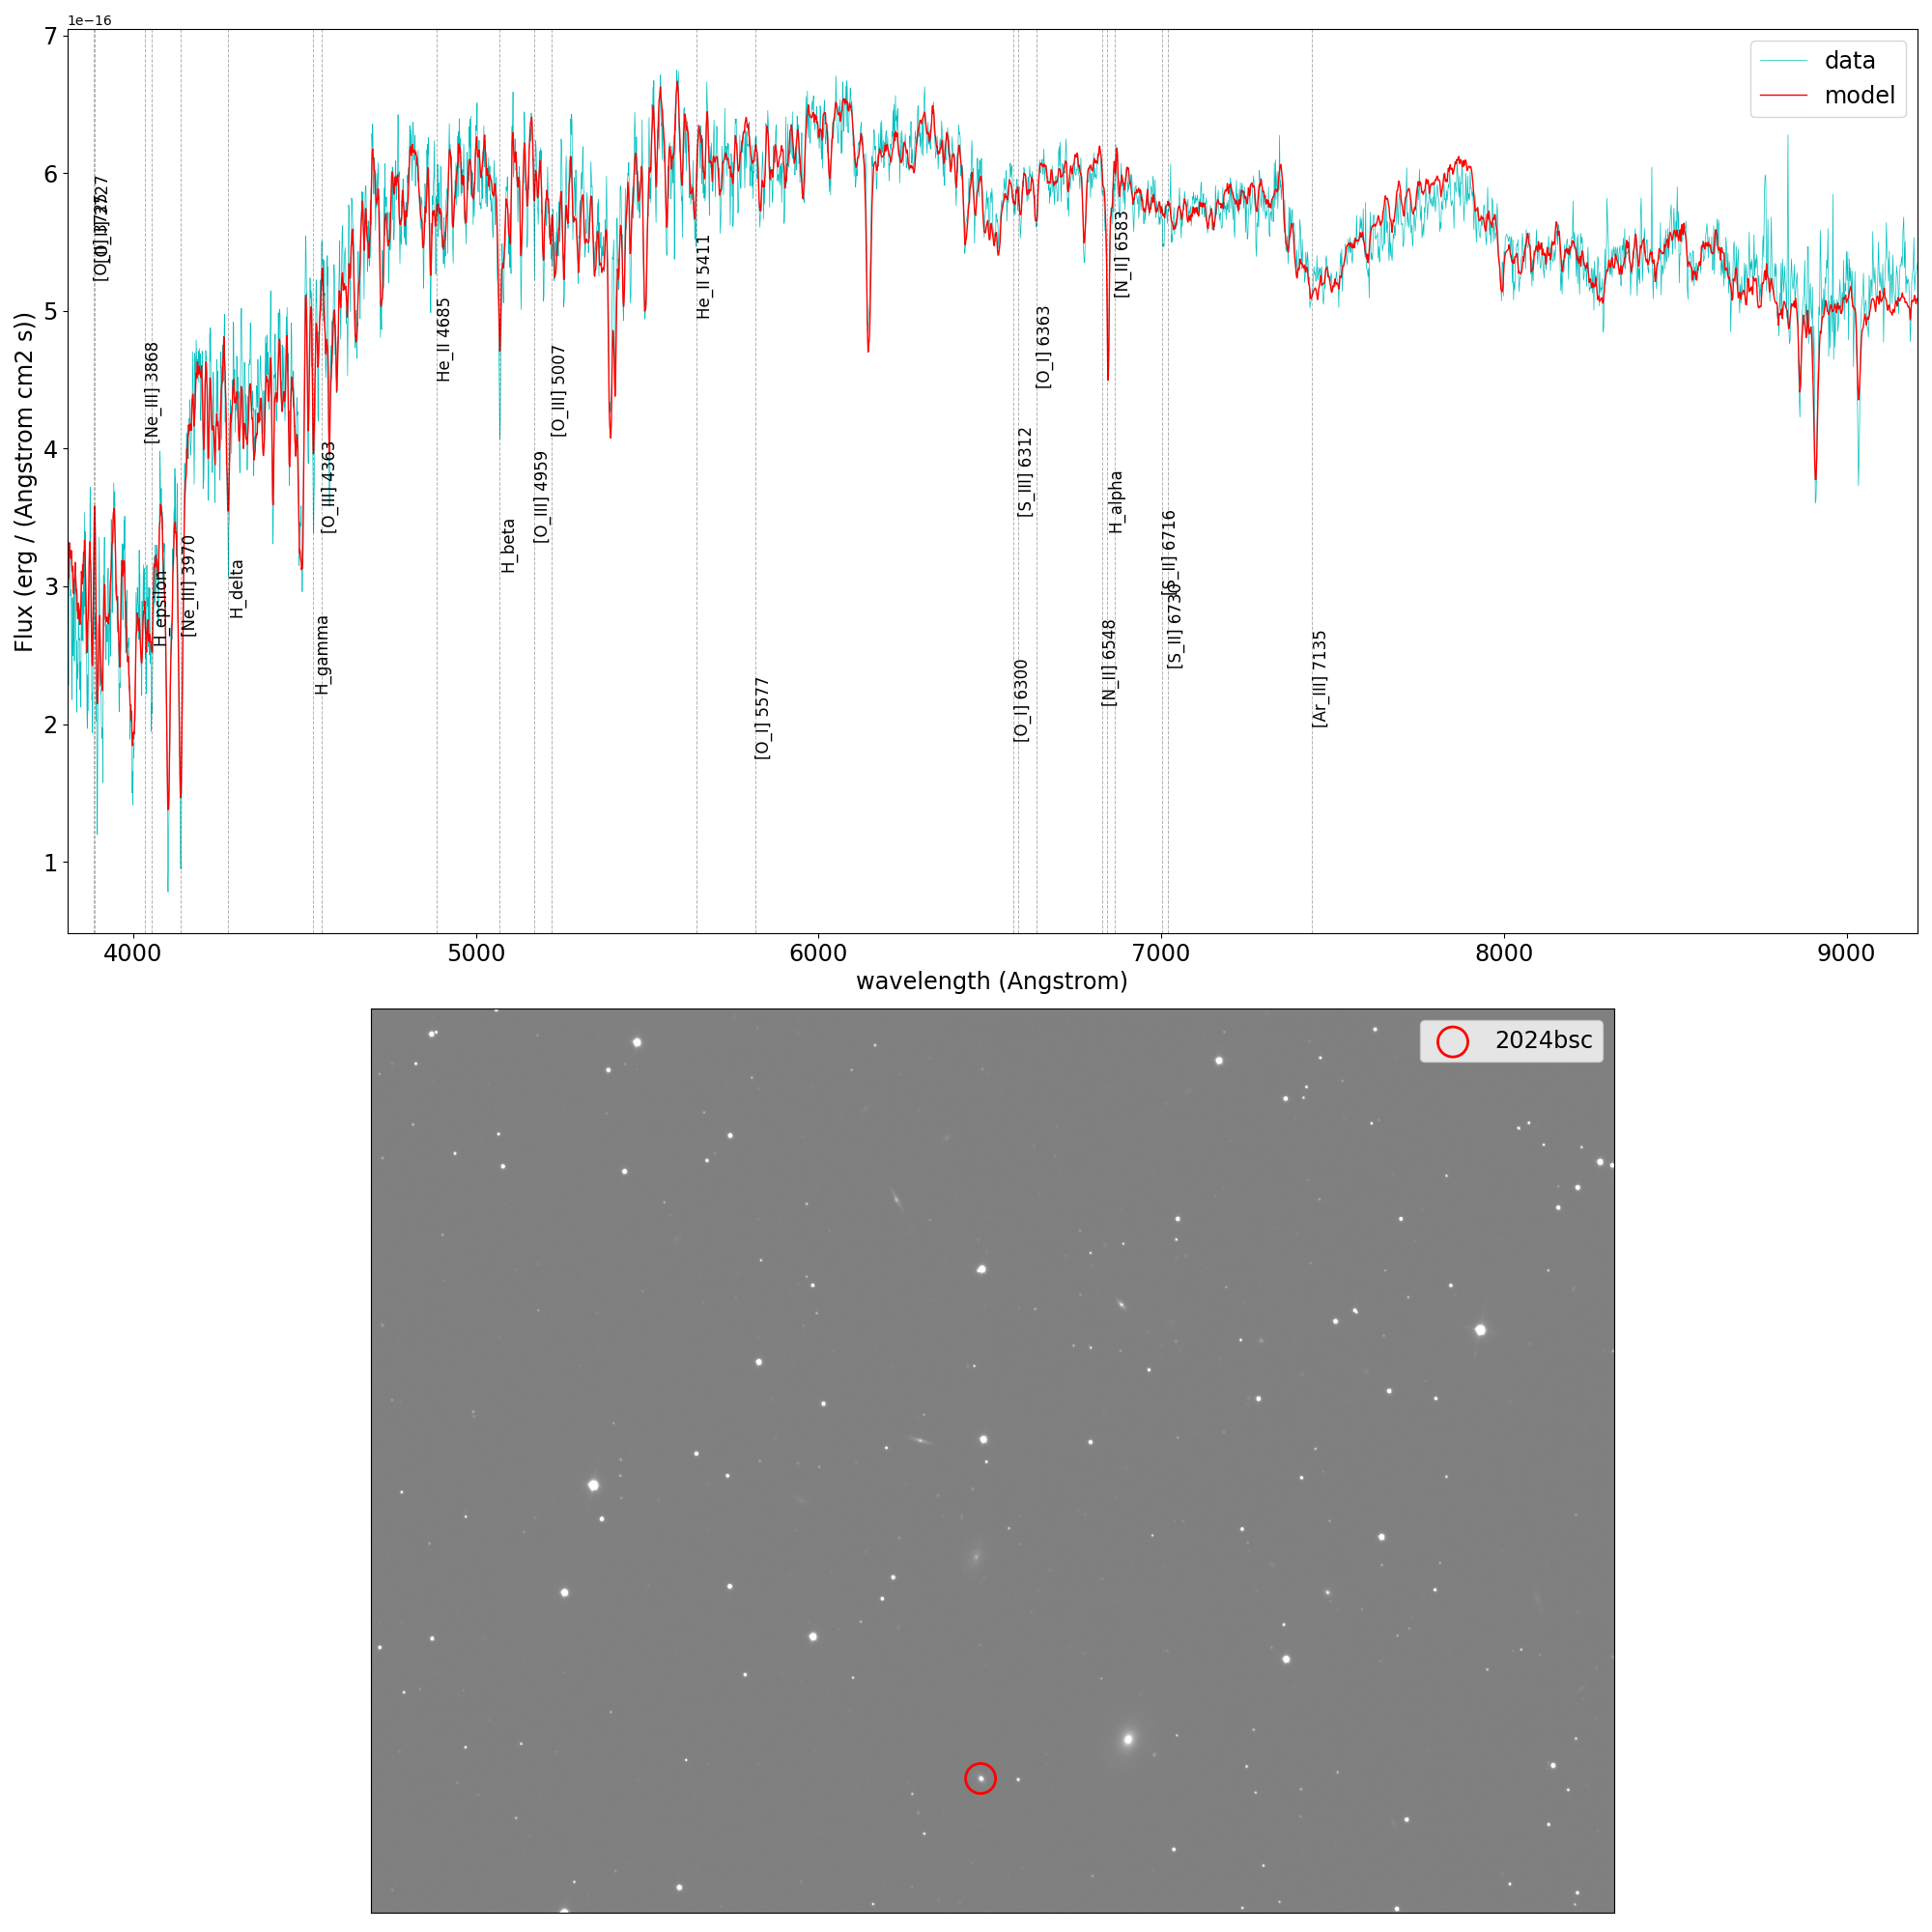 1e−16
7
6
5
4
3
2
1
Flux (erg / (Angstrom cm2 s))
data
model
[Ne_III] 3868
H_epsilon
[Ne_III] 3970
H_delta
H_gamma
[O_III] 4363
He_II 4685
H_beta
[O_III] 4959
[O_III] 5007
He_II 5411
[O_I] 5577
[O_I] 6300
[S_III] 6312
[O_I] 6363
[N_II] 6548
H_alpha
[N_II] 6583
[S_II] 6716
[S_II] 6730
[Ar_III] 7135
4000 5000 6000 7000 8000 9000
wavelength (Angstrom)
2024bsc